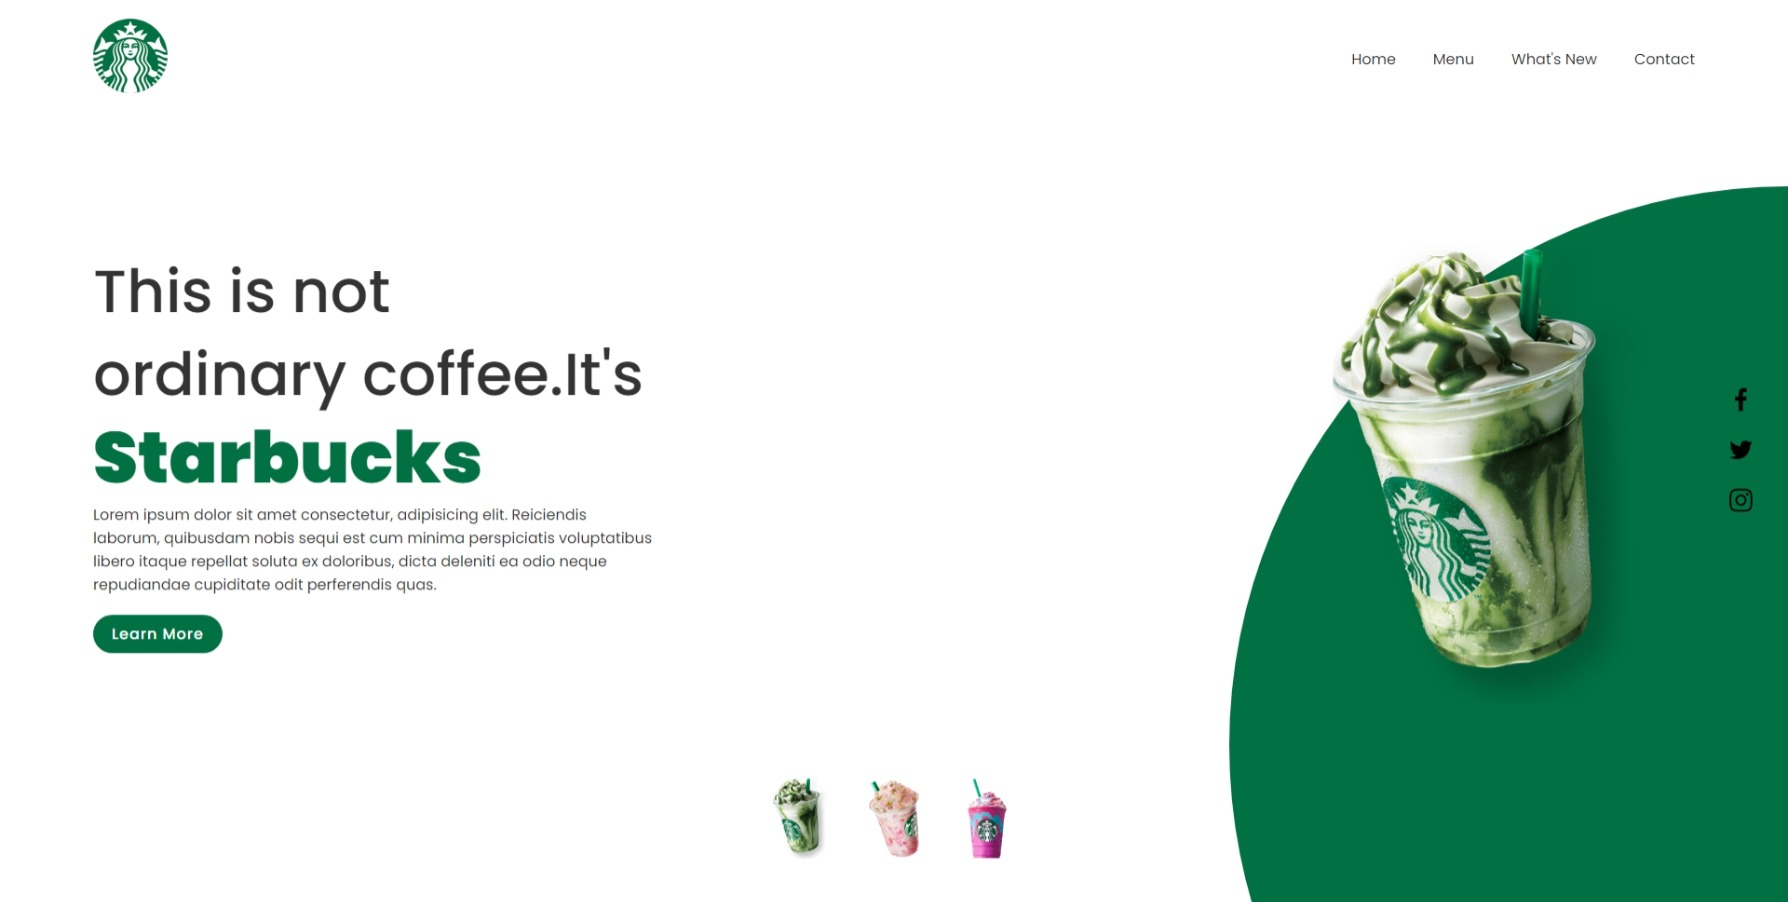 Home Menu What's New Contact
This is not
ordinary coffee.It's
Starbucks
Lorem ipsum dolor sit amet consectetur, adipisicing elit. Reiciendis
laborum, quibusdam nobis sequi est cum minima perspiciatis voluptatibus
libero itaque repellat soluta ex doloribus, dicta deleniti ea odio neque
repudiandae cupiditate odit perferendis quas.
Learn More